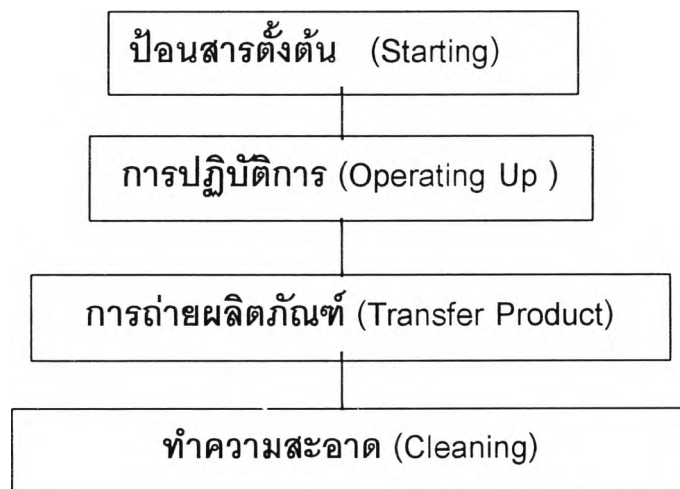 ป้อนสารตั้งต้น (Starting)
การปฏิบัติการ (Operating Up )
การถ่ายผลิตภัณฑ์ (Transfer Product)
ทำความสะอาด (Cleaning)